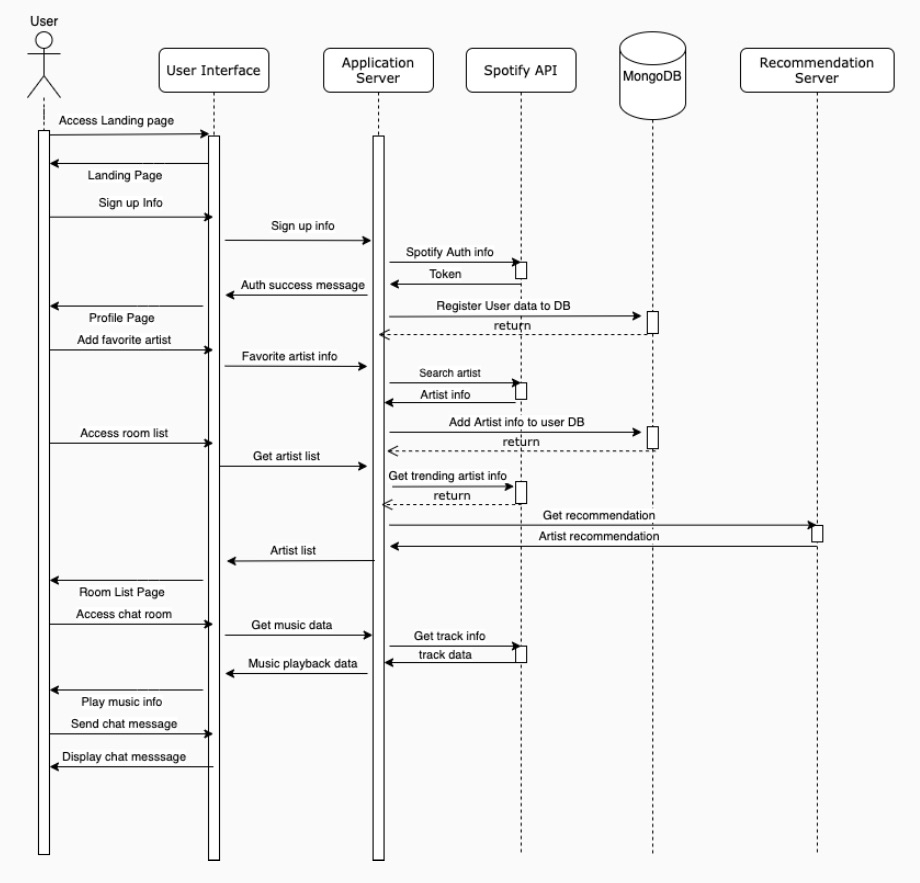 User
User Interface
Application
Server
Spotify API
MongoDB
Recommendation
Server
Access Landing page
Landing Page
Sign up Info
Sign up info
Spotify Auth info
Token
Auth success message
Register User data to DB
Profile Page
return
Add favorite artist
Favorite artist info
Search artist
Artist info
Add Artist info to user DB
Access room list
return
Get artist list
Get trending artist info
return
Get recommendation
Artist recommendation
Artist list
Room List Page
Access chat room
Get music data
Get track info
track data
Music playback data
Play music info
Send chat message
Display chat messsage